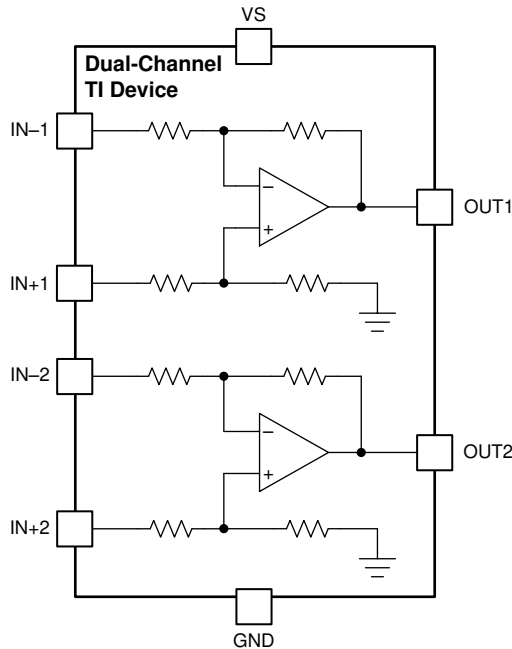 VS
Dual-Channel
TI Device
IN–1
−
OUT1
+
IN+1
IN–2
−
OUT2
+
IN+2
GND